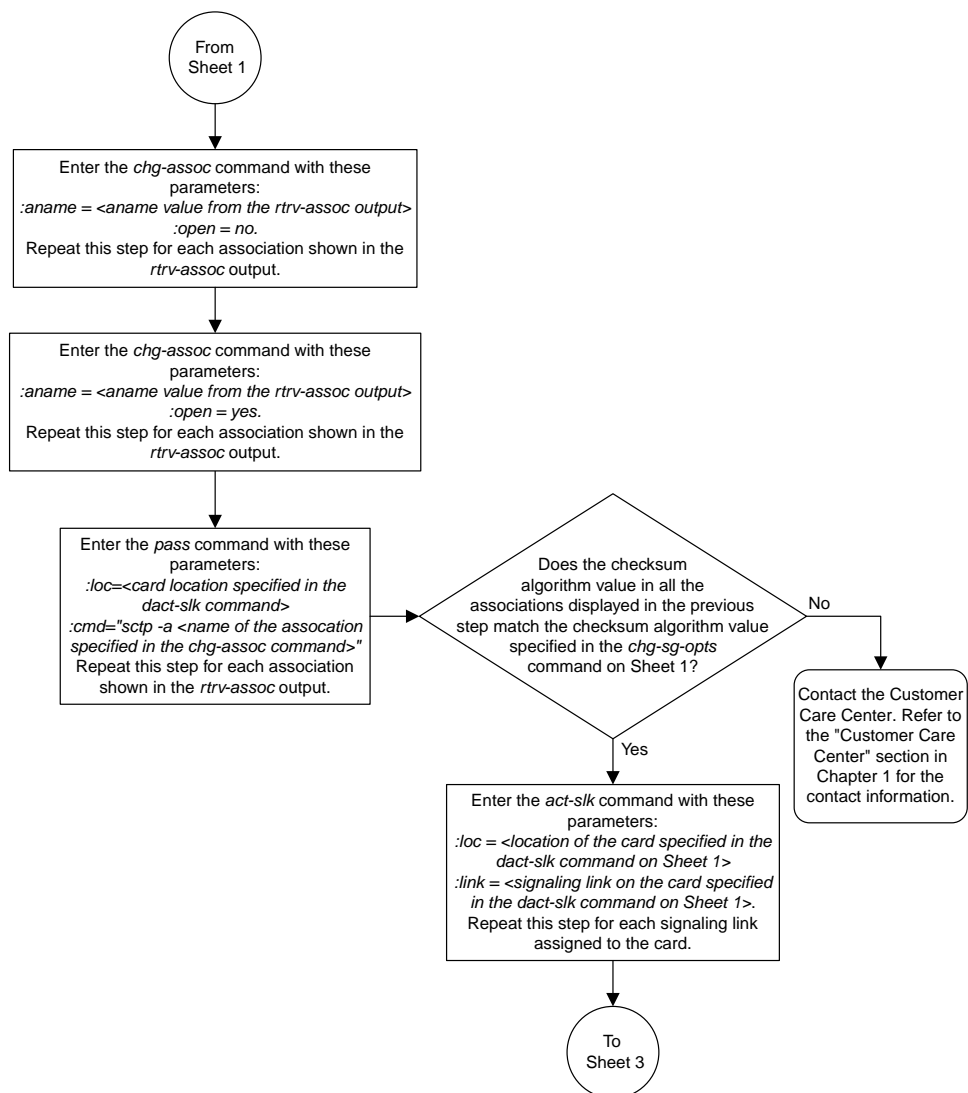 From
Sheet 1
Enter the chg-assoc command with these
parameters:
:aname = <aname value from the rtrv-assoc output>
:open = no.
Repeat this step for each association shown in the
rtrv-assoc output.
Enter the chg-assoc command with these
parameters:
:aname = <aname value from the rtrv-assoc output>
:open = yes.
Repeat this step for each association shown in the
rtrv-assoc output.
Enter the pass command with these
parameters:
:loc=<card location specified in the
dact-slk command>
:cmd="sctp -a <name of the assocation
specified in the chg-assoc command>"
Repeat this step for each association
shown in the rtrv-assoc output.
Does the checksum
algorithm value in all the
associations displayed in the previous
step match the checksum algorithm value
specified in the chg-sg-opts
command on Sheet 1?
No
Contact the Customer
Care Center. Refer to
the "Customer Care
Center" section in
Chapter 1 for the
contact information.
Yes
Enter the act-slk command with these
parameters:
:loc = <location of the card specified in the
dact-slk command on Sheet 1>
:link = <signaling link on the card specified
in the dact-slk command on Sheet 1>.
Repeat this step for each signaling link
assigned to the card.
To
Sheet 3